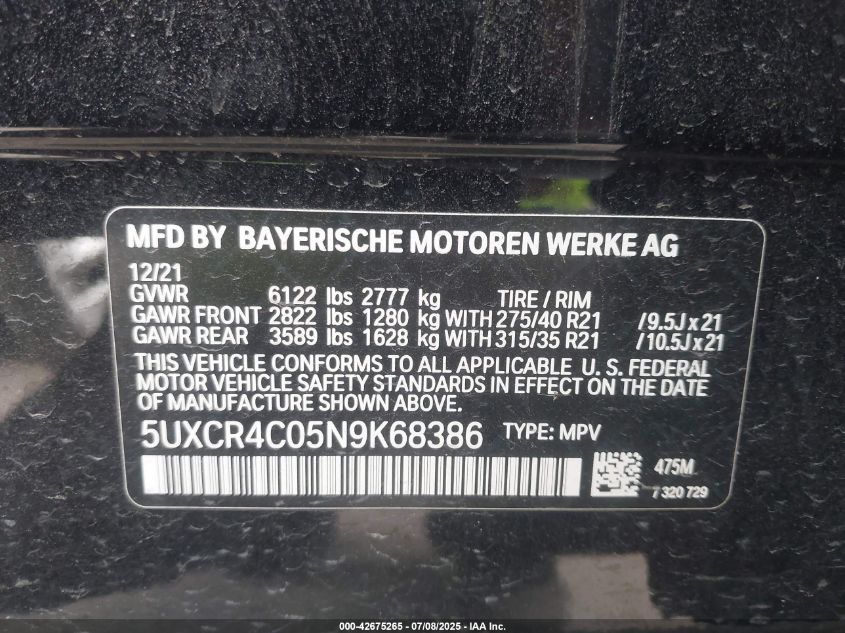 MFD BY BAYERISCHE MOTOREN WERKE AG
12/21
GVWR 6122 lbs 2777 kg TIRE / RIM
GAWR FRONT 2822 lbs 1280 kg WITH 275/40 R21 /9.5J x 21
GAWR REAR 3589 lbs 1628 kg WITH 315/35 R21 /10.5J x 21
THIS VEHICLE CONFORMS TO ALL APPLICABLE U. S. FEDERAL
MOTOR VEHICLE SAFETY STANDARDS IN EFFECT ON THE DATE
OF MANUFACTURE SHOWN ABOVE.
5UXCR4C05N9K68386 TYPE: MPV
475M
7 320 729
000-42675265 - 07/08/2025 - IAA Inc.